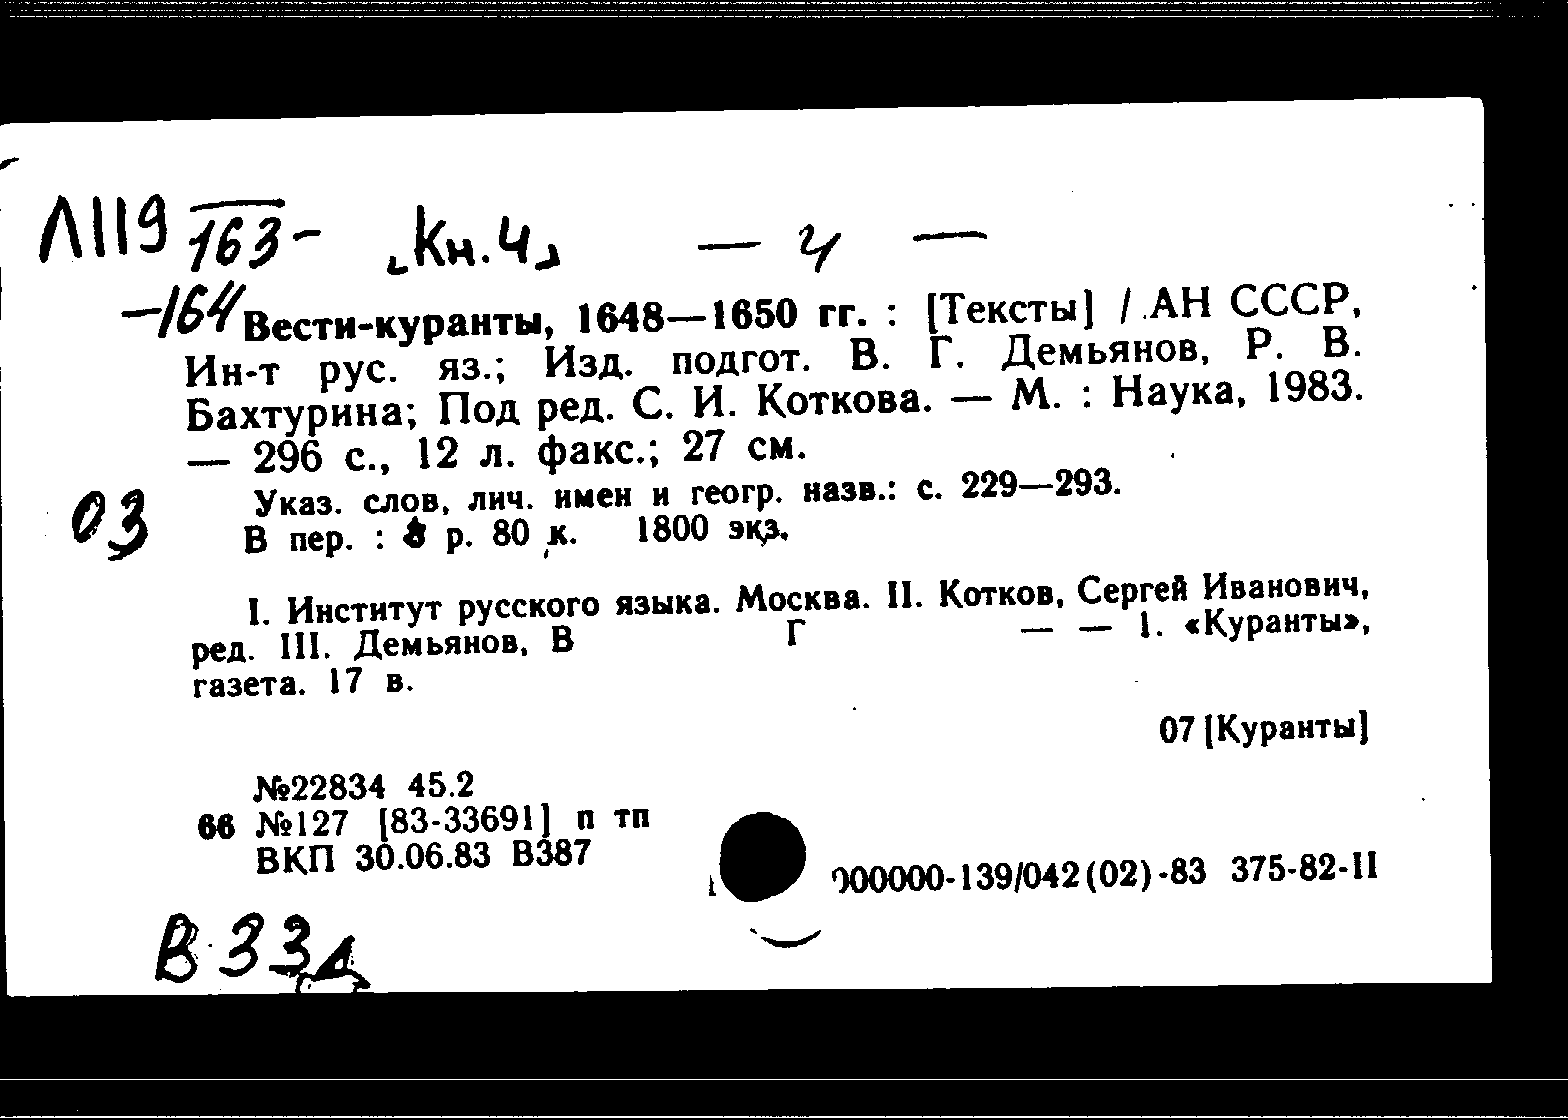 Л119 163- „Кн.4" — 4 —
-164 Вести-куранты, 1648—1650 гг. : [Тексты] / АН СССР,
Ин-т рус. яз.; Изд. подгот. В. Г. Демьянов, Р. В.
Бахтурина; Под ред. С. И. Коткова. — М. : Наука, 1983.
— 296 с., 12 л. факс.; 27 см.
Указ. слов, лич. имен и геогр. назв.: с. 229—293.
03
В пер. : р. 80 к. 1800 экз.
I. Институт русского языка. Москва. II. Котков, Сергей Иванович,
ред. III. Демьянов, В Г — — 1. «Куранты»,
газета. 17 в.
07 [Куранты]
№22834 45.2
66 №127 [83-33691] п тп
ВКП 30.06.83 В387
000000-139/042(02)-83 375-82-II
В 33